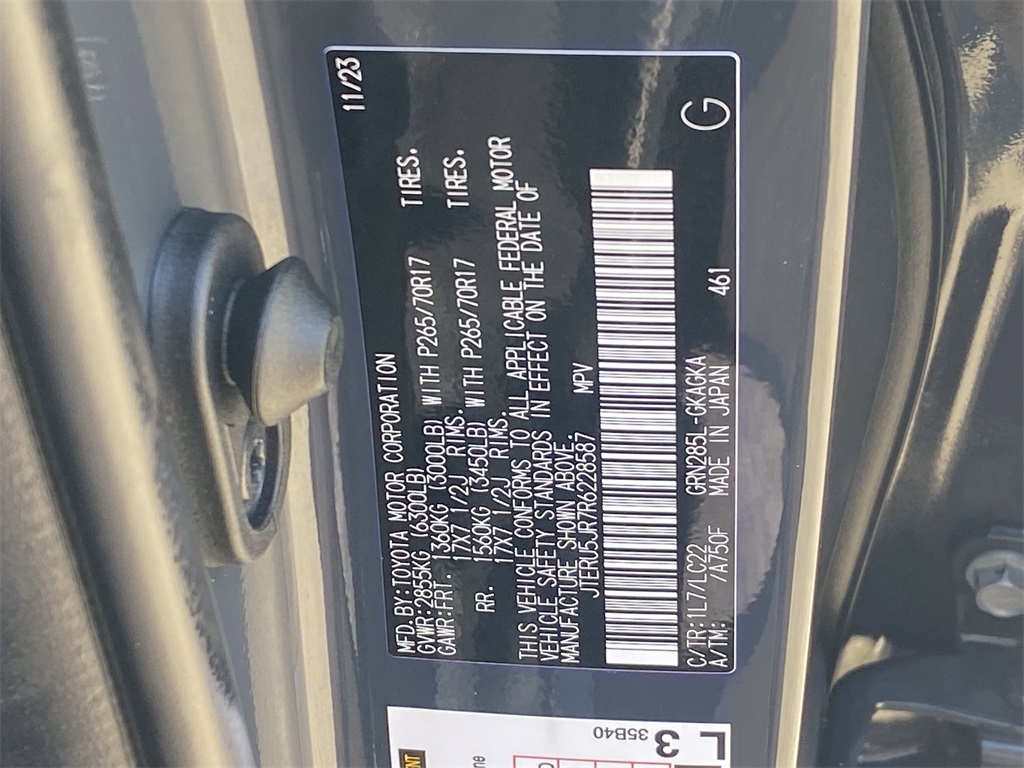 11/23
MFD.BY:TOYOTA MOTOR CORPORATION
GVWR:2855KG (6300LB)
GAWR:FRT. 1360KG (3000LB) WITH P265/70R17 TIRES.
17X7 1/2J RIMS.
RR. 1560KG (3450LB) WITH P265/70R17 TIRES.
17X7 1/2J RIMS.
THIS VEHICLE CONFORMS TO ALL APPLICABLE FEDERAL MOTOR
VEHICLE SAFETY STANDARDS IN EFFECT ON THE DATE OF
MANUFACTURE SHOWN ABOVE.
JTERU5JR7R6228587 MPV
C/TR:1L7/LC22 GRN285L-GKAGKA G
A/TM: /A750F MADE IN JAPAN 461
3
35B40